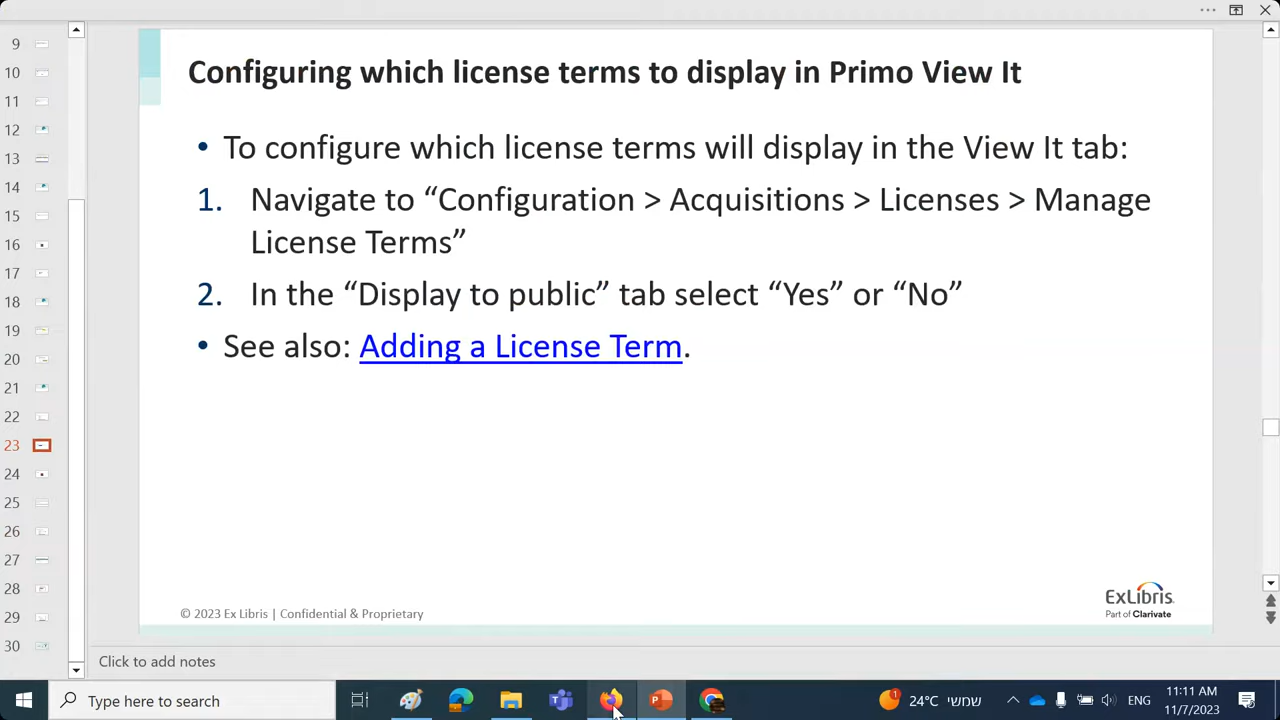 Configuring which license terms to display in Primo View It
• To configure which license terms will display in the View It tab:
1. Navigate to “Configuration > Acquisitions > Licenses > Manage
License Terms”
2. In the “Display to public” tab select “Yes” or “No”
• See also: Adding a License Term.
© 2023 Ex Libris | Confidential & Proprietary
ExLibris
Part of Clarivate
9
10
11
12
13
14
15
16
17
18
19
20
21
22
23
24
25
26
27
28
29
30
Click to add notes
Type here to search
1
24°C שמשי
ENG
11:11 AM
11/7/2023